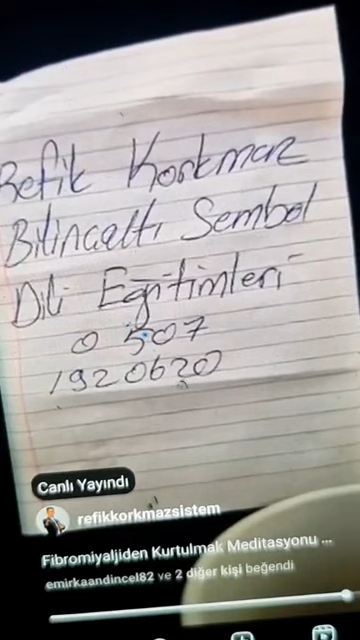 Refik Korkmaz
Bilinçaltı Sembol
Dili Eğitimleri
0 507
1920620
Canlı Yayındı
refikkorkmazsistem
Fibromiyaljiden Kurtulmak Meditasyonu ...
emirkaandincel82 ve 2 diğer kişi beğendi